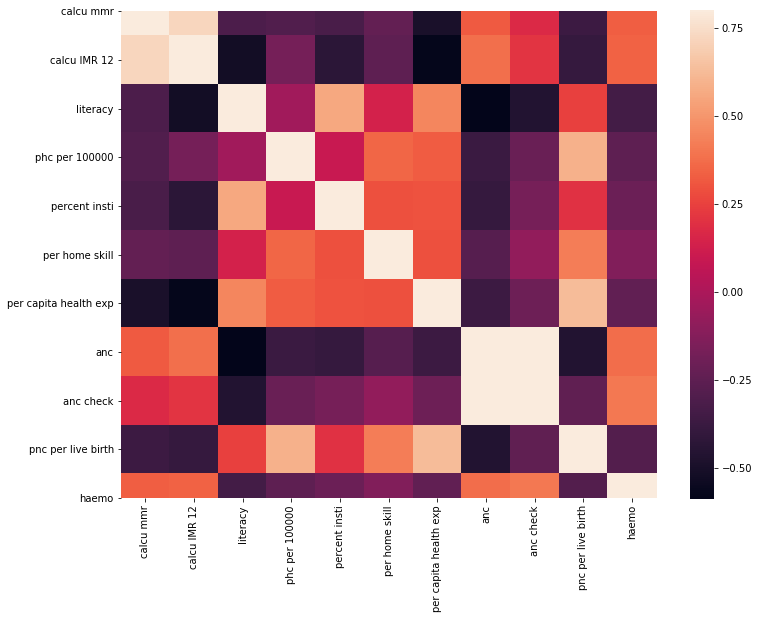 calcu mmr
calcu IMR 12
literacy
phc per 100000
percent insti
per home skill
per capita health exp
anc
anc check
pnc per live birth
haemo
calcu mmr
calcu IMR 12
literacy
phc per 100000
percent insti
per home skill
per capita health exp
anc
anc check
pnc per live birth
haemo
0.75
0.50
0.25
0.00
−0.25
−0.50